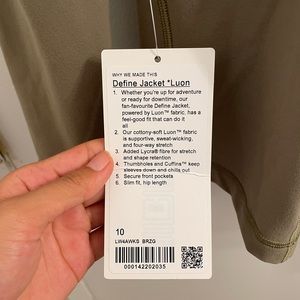 WHY WE MADE THIS
Define Jacket *Luon
1. Whether you're up for adventure
or ready for downtime, our
fan-favourite Define Jacket,
powered by Luon™ fabric, has a
feel-good fit that can do it
all
2. Our cottony-soft Luon™ fabric
is supportive, sweat-wicking,
and four-way stretch
3. Added Lycra® fibre for stretch
and shape retention
4. Thumbholes and Cuffins™ keep
sleeves down and chills out
5. Secure front pockets
6. Slim fit, hip length
10
LW4AWKS BRZG
000142202035